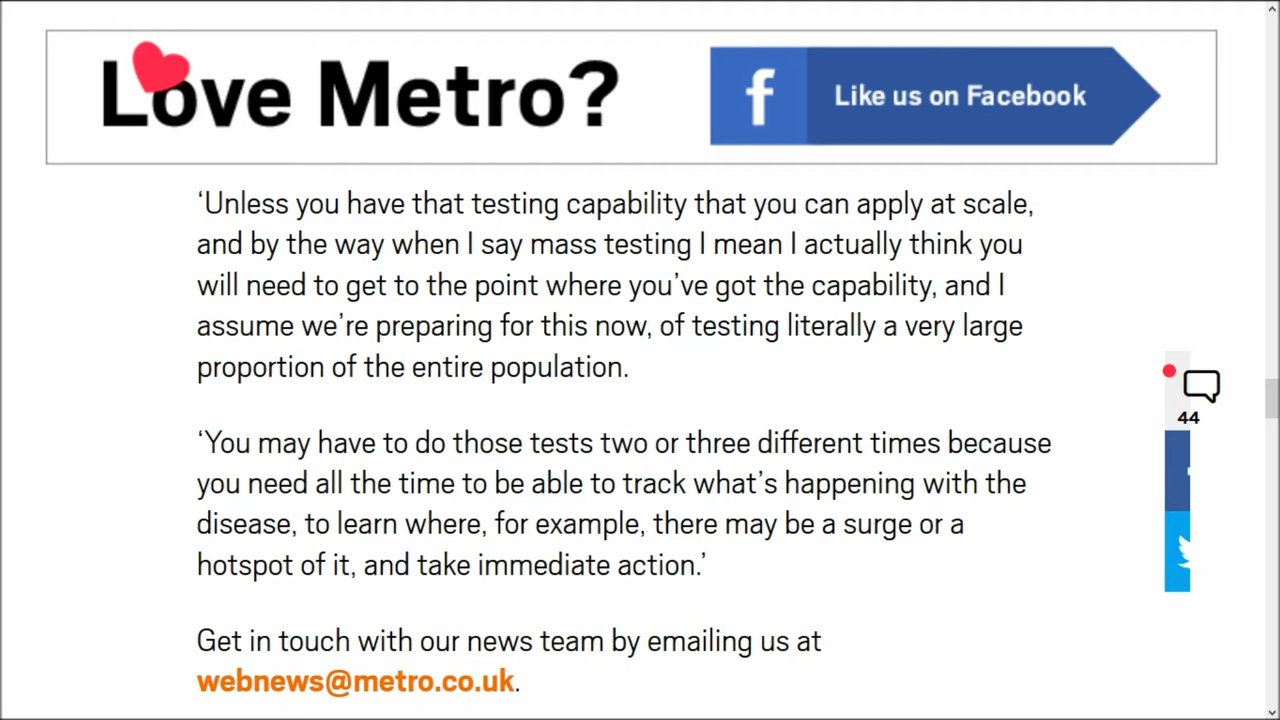 Love Metro?
f Like us on Facebook
‘Unless you have that testing capability that you can apply at scale,
and by the way when I say mass testing I mean I actually think you
will need to get to the point where you’ve got the capability, and I
assume we’re preparing for this now, of testing literally a very large
proportion of the entire population.
44
‘You may have to do those tests two or three different times because
you need all the time to be able to track what’s happening with the
disease, to learn where, for example, there may be a surge or a
hotspot of it, and take immediate action.’
Get in touch with our news team by emailing us at
webnews@metro.co.uk.